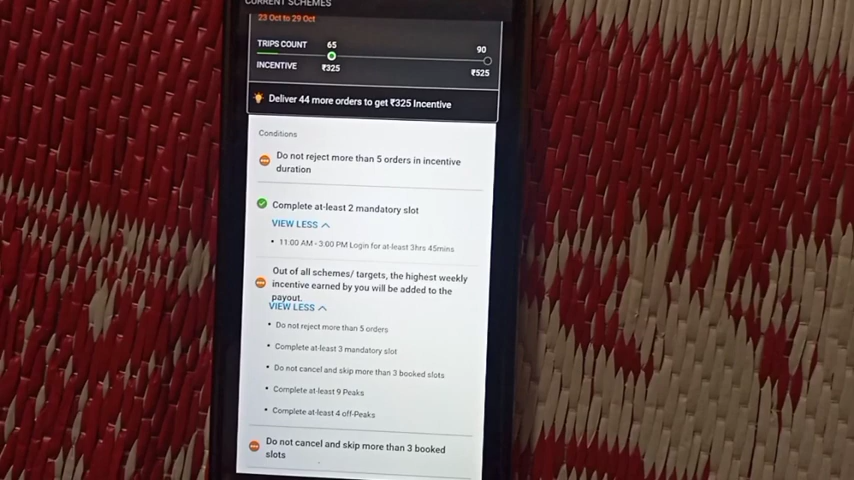 CURRENT SCHEMES
23 Oct to 29 Oct
TRIPS COUNT 65 90
INCENTIVE ₹325 ₹525
Deliver 44 more orders to get ₹325 Incentive
Conditions
Do not reject more than 5 orders in incentive
duration
Complete at-least 2 mandatory slot
VIEW LESS
• 11:00 AM - 3:00 PM Login for at-least 3hrs 45mins
Out of all schemes/ targets, the highest weekly
incentive earned by you will be added to the
payout.
VIEW LESS
• Do not reject more than 5 orders
• Complete at-least 3 mandatory slot
• Do not cancel and skip more than 3 booked slots
• Complete at-least 9 Peaks
• Complete at-least 4 off-Peaks
Do not cancel and skip more than 3 booked
slots